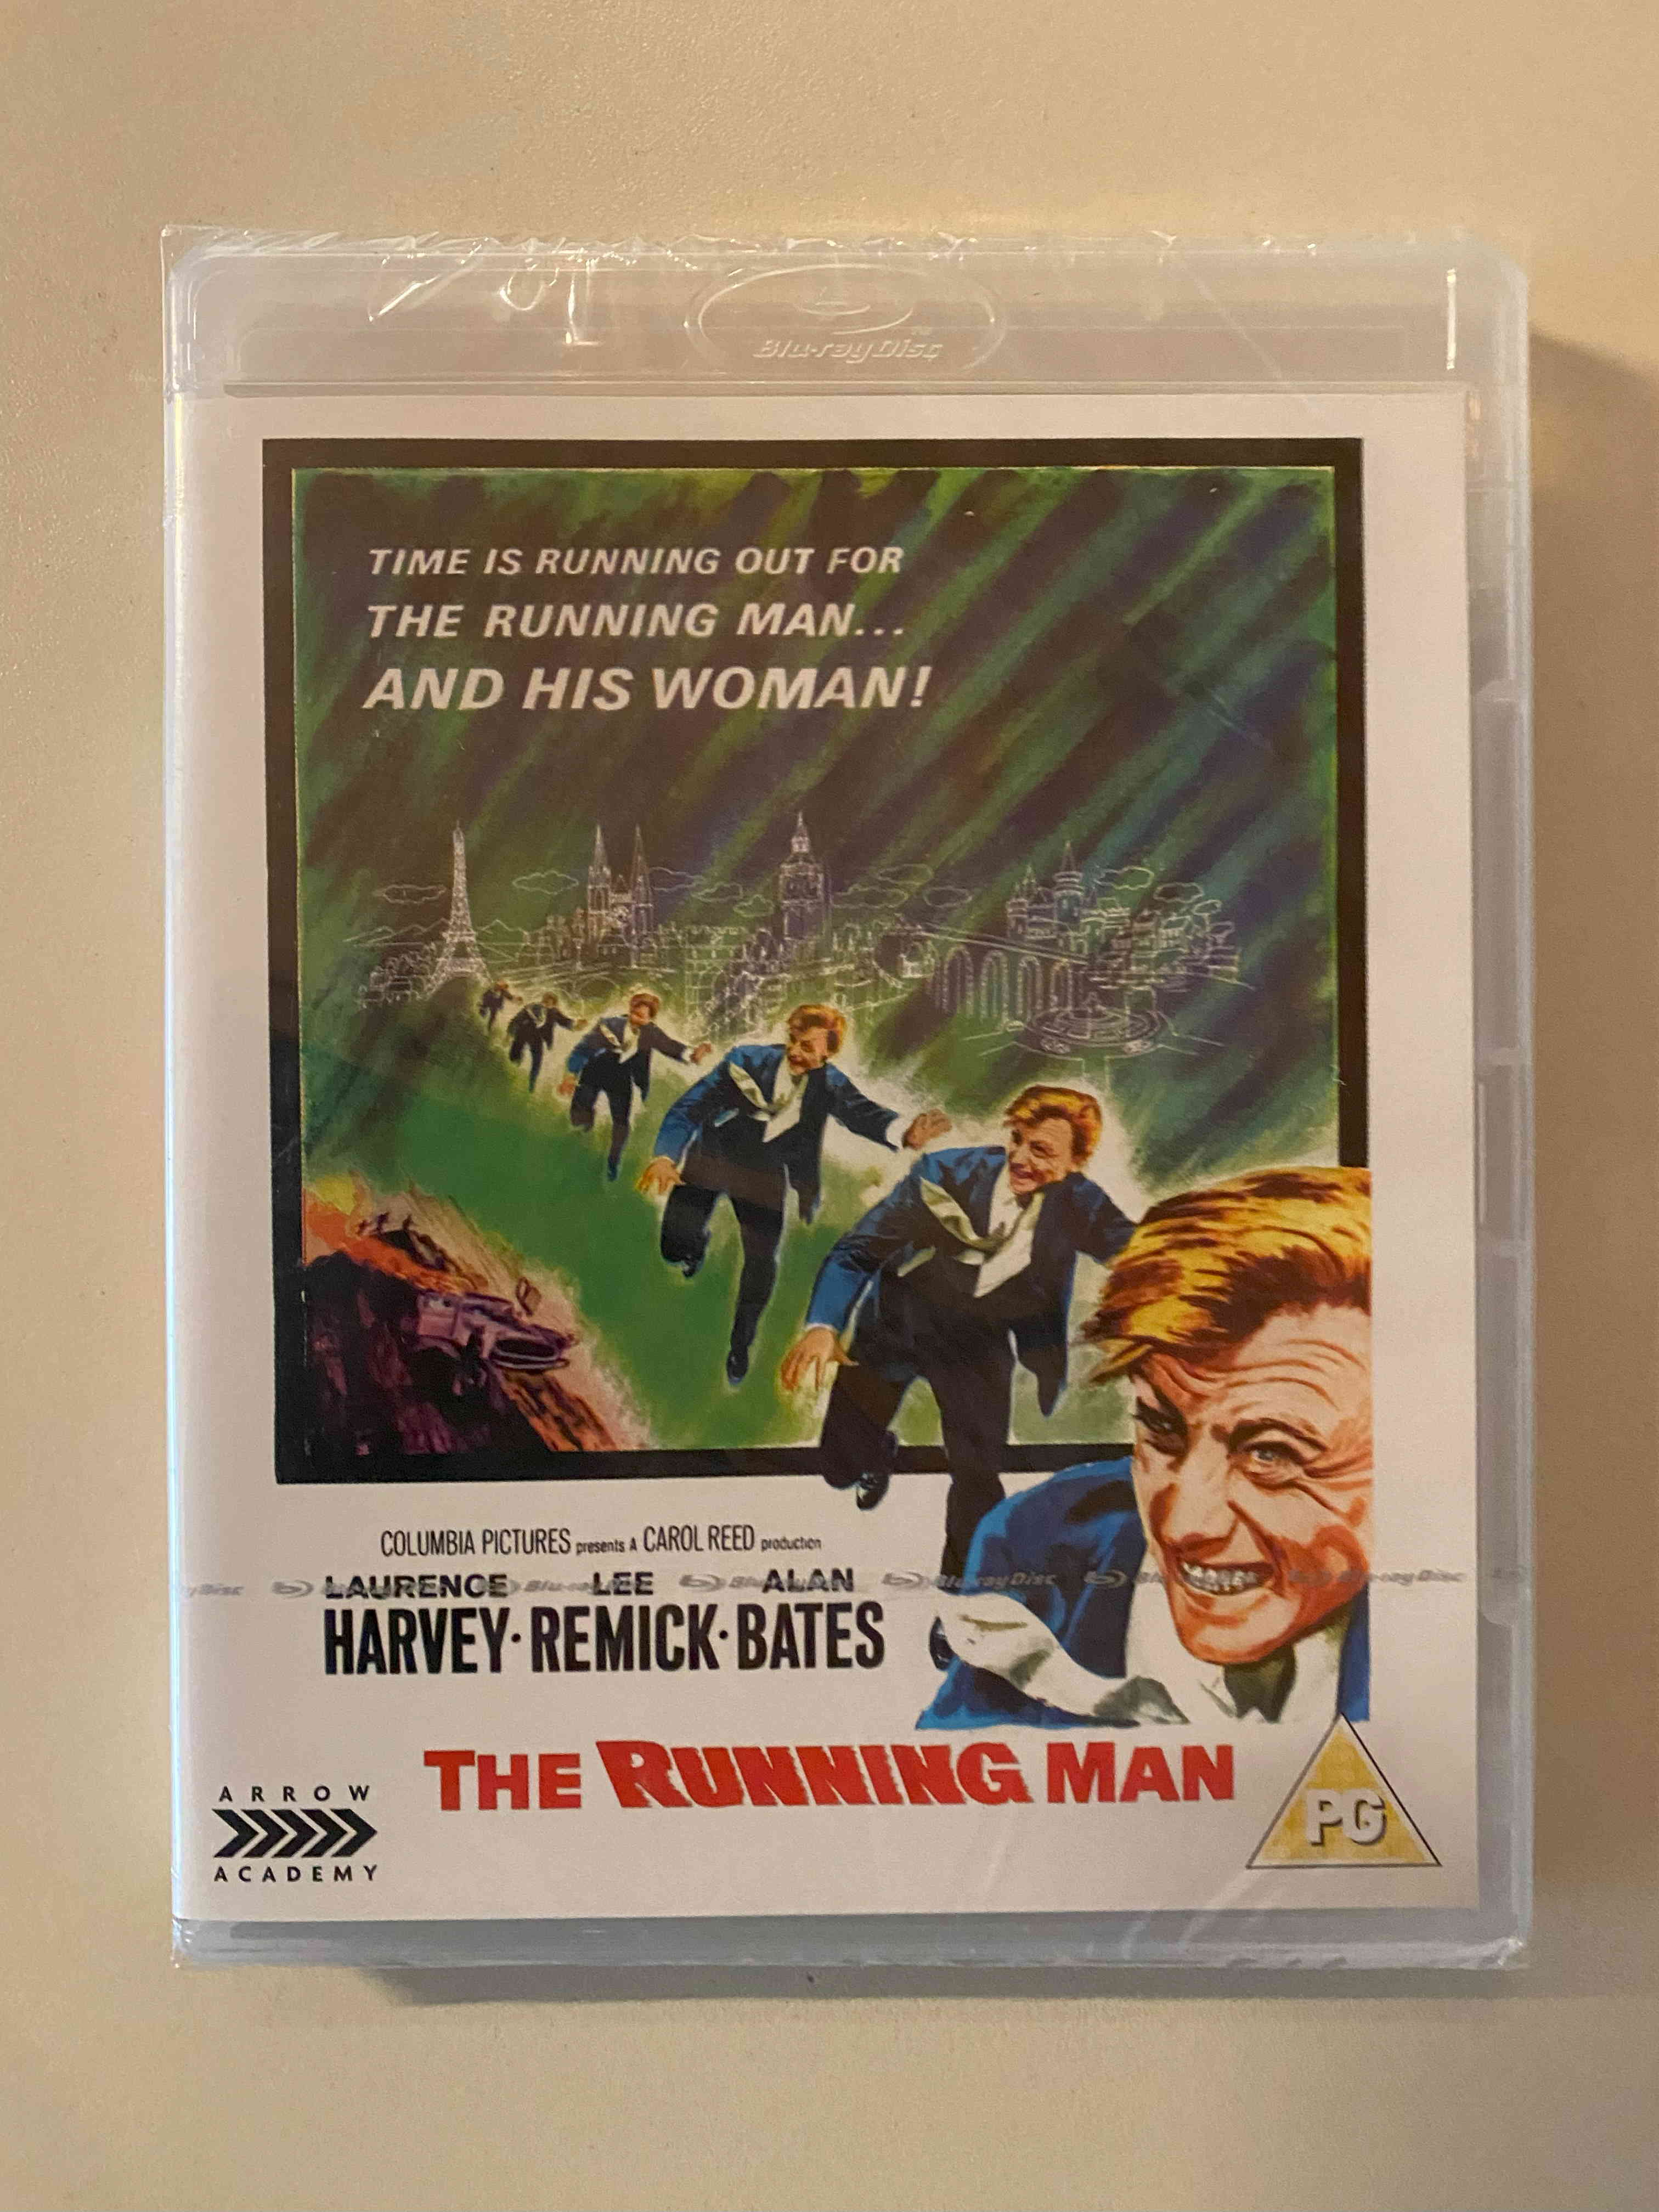 Blu-ray Disc™
TIME IS RUNNING OUT FOR
THE RUNNING MAN...
AND HIS WOMAN!
COLUMBIA PICTURES presents A CAROL REED production
LAURENCE LEE ALAN
HARVEY · REMICK · BATES
THE RUNNING MAN
ARROW
ACADEMY
PG